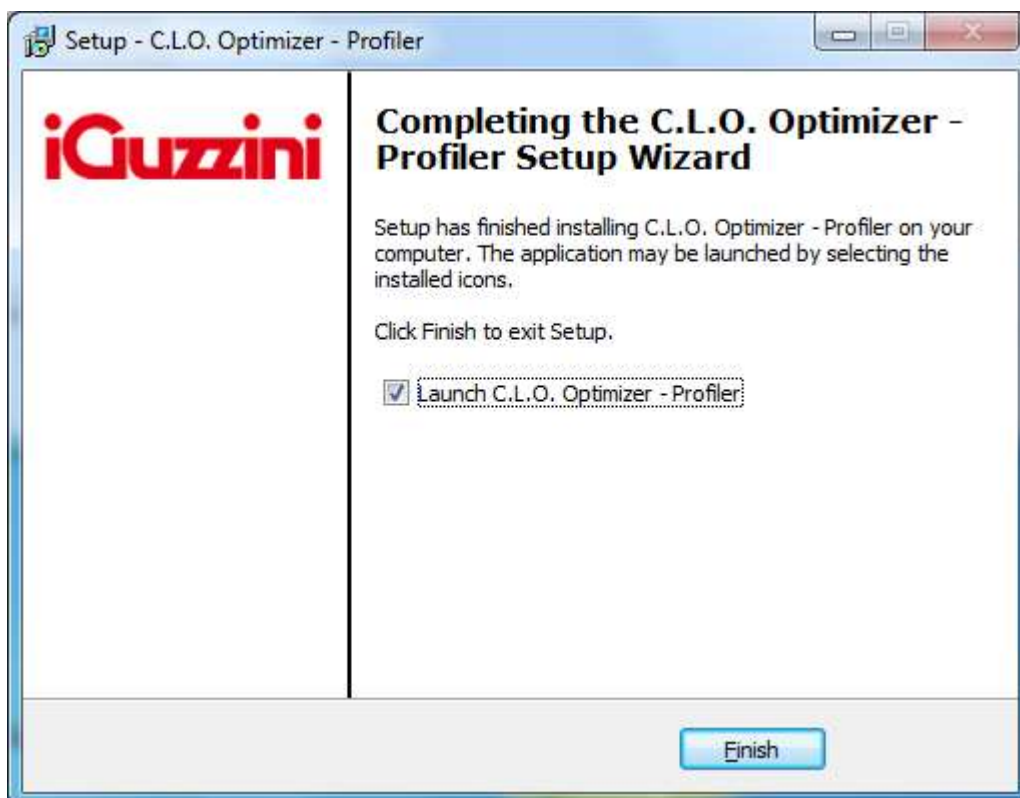 Setup - C.L.O. Optimizer - Profiler
iGuzzini
Completing the C.L.O. Optimizer -
Profiler Setup Wizard
Setup has finished installing C.L.O. Optimizer - Profiler on your
computer. The application may be launched by selecting the
installed icons.
Click Finish to exit Setup.
Launch C.L.O. Optimizer - Profiler
Finish